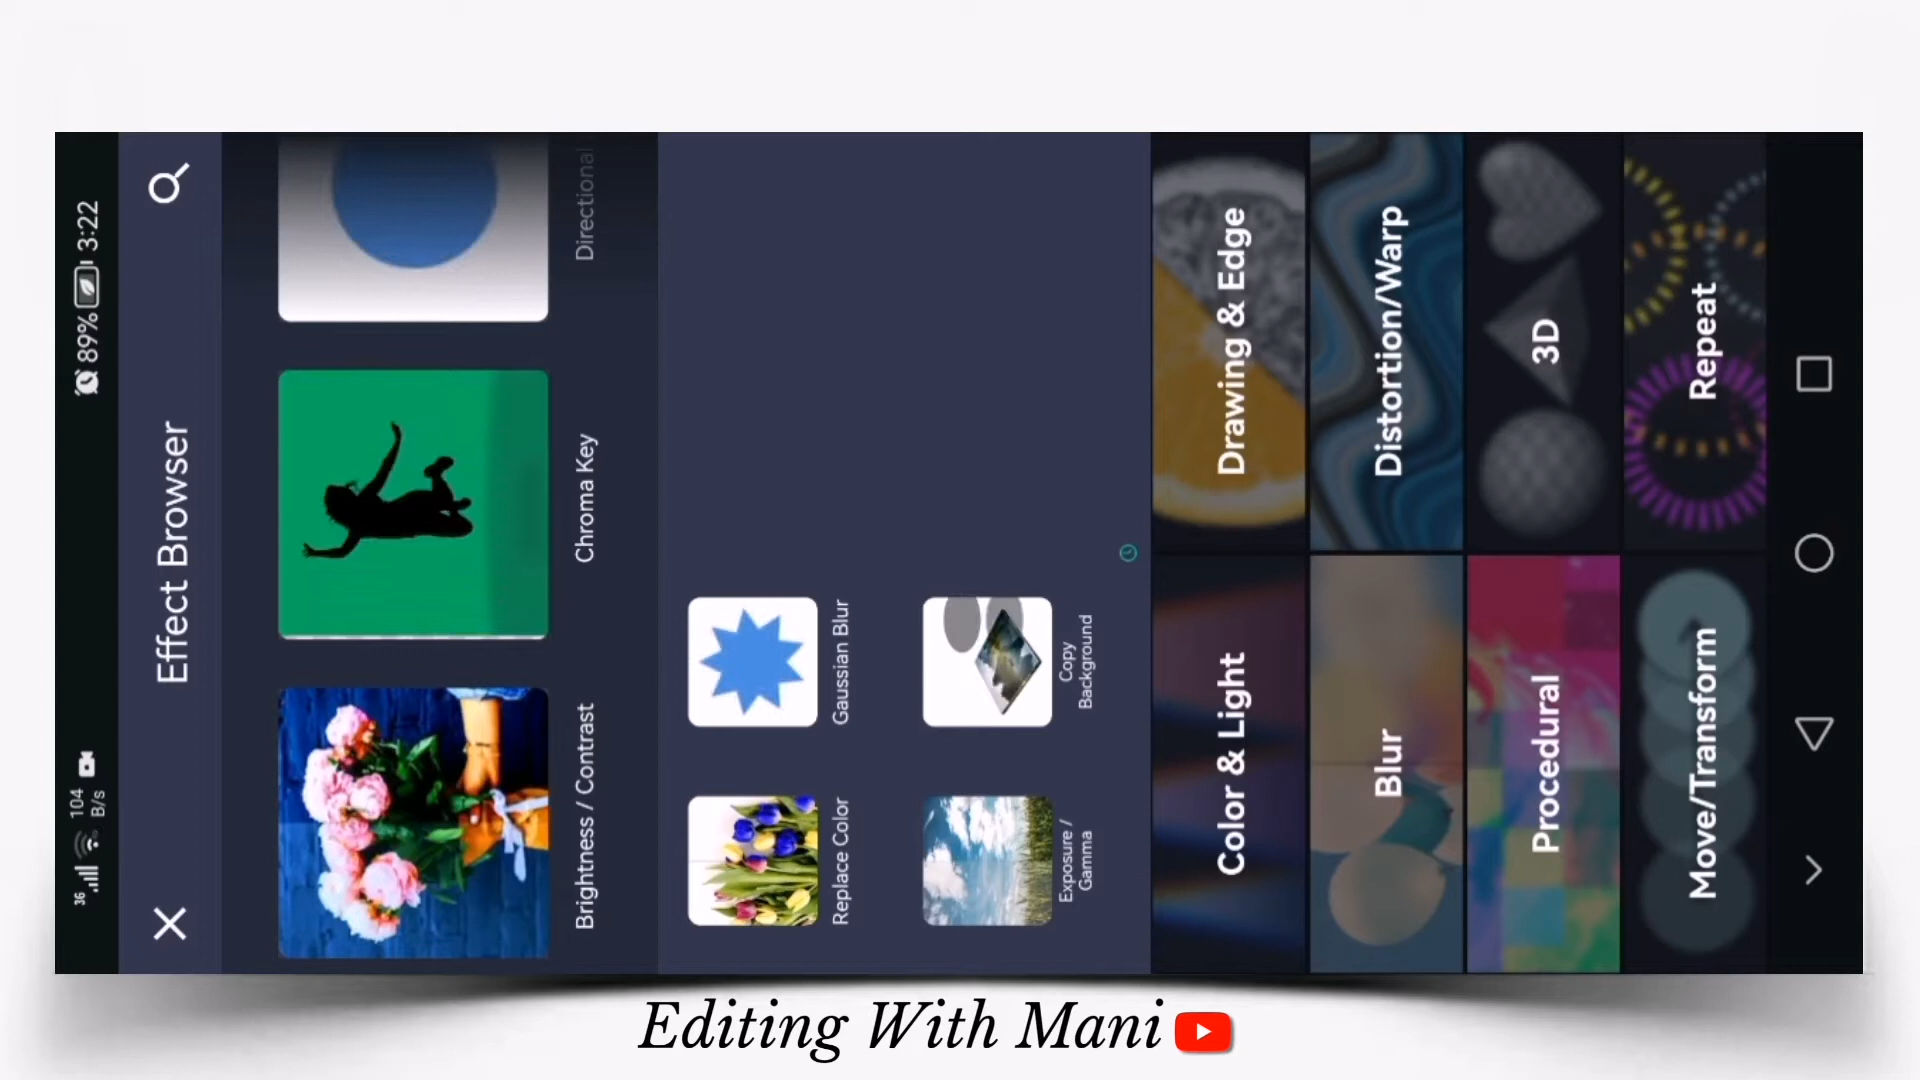 3G 104 B/s 89% 3:22
Effect Browser
Brightness / Contrast
Chroma Key
Directional
Replace Color
Gaussian Blur
Exposure /
Gamma
Copy
Background
Color & Light
Drawing & Edge
Blur
Distortion/Warp
Procedural
3D
Move/Transform
Repeat
Editing With Mani